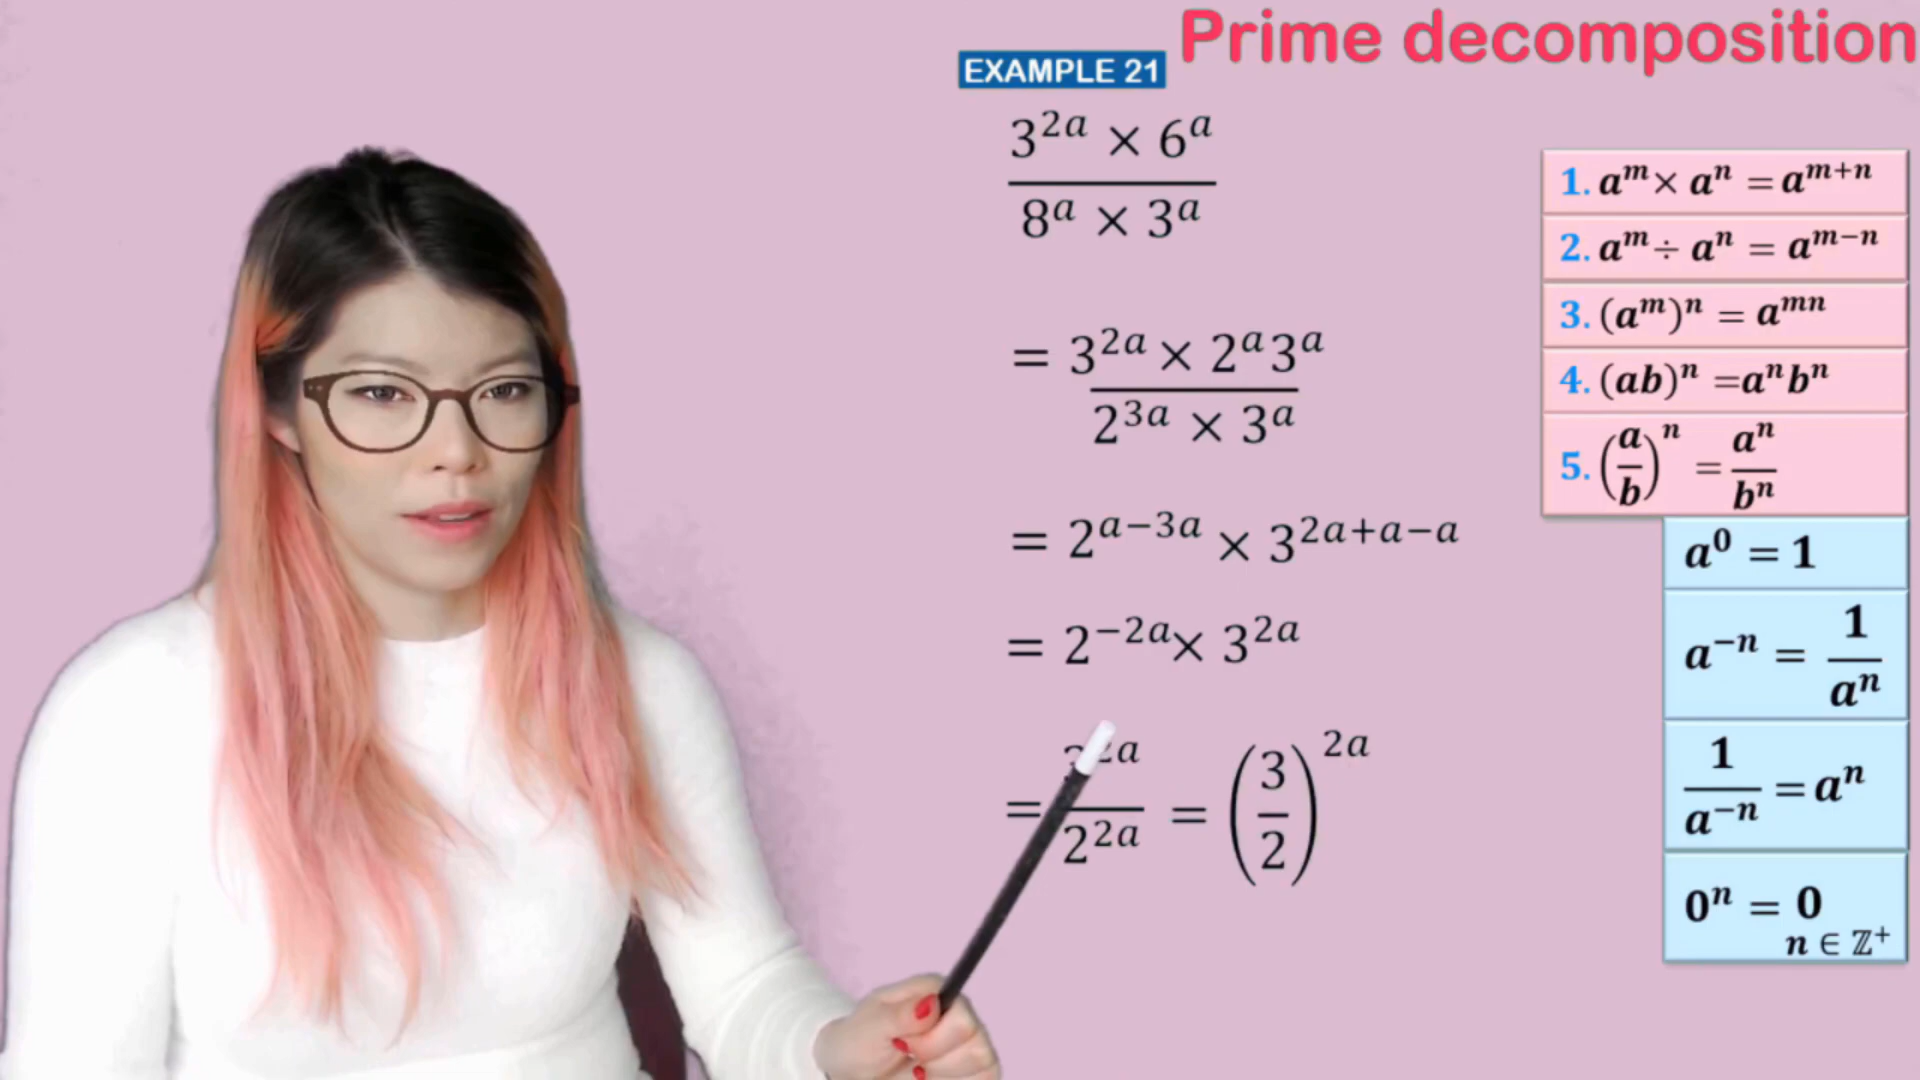 Prime decomposition
EXAMPLE 21
3^{2a} × 6^a
8^a × 3^a
= 3^{2a} × 2^a 3^a
2^{3a} × 3^a
= 2^{a−3a} × 3^{2a+a−a}
= 2^{−2a} × 3^{2a}
= 3^{2a} / 2^{2a} = (3/2)^{2a}
1. a^m × a^n = a^{m+n}
2. a^m ÷ a^n = a^{m−n}
3. (a^m)^n = a^{mn}
4. (ab)^n = a^n b^n
5. (a/b)^n = a^n / b^n
a^0 = 1
a^{−n} = 1 / a^n
1 / a^{−n} = a^n
0^n = 0
n ∈ ℤ^+